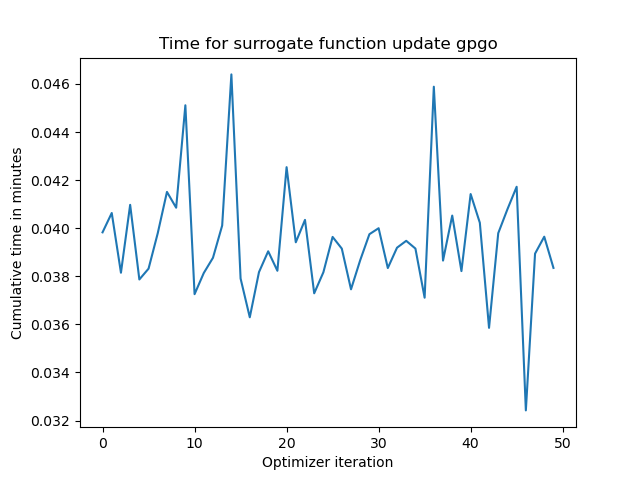 Time for surrogate function update gpgo
Cumulative time in minutes
0.046
0.044
0.042
0.040
0.038
0.036
0.034
0.032
0 10 20 30 40 50
Optimizer iteration